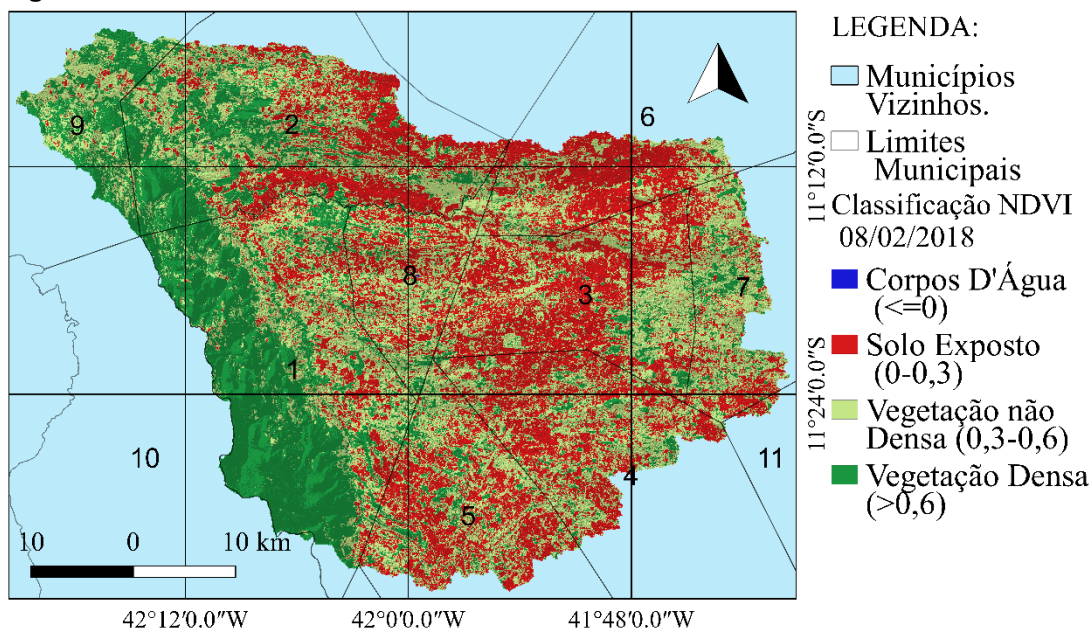 LEGENDA:
Municípios
Vizinhos.
Limites
Municipais
Classificação NDVI
08/02/2018
Corpos D'Água
(<=0)
Solo Exposto
(0-0,3)
Vegetação não
Densa (0,3-0,6)
Vegetação Densa
(>0,6)
9
2
6
8
3
7
1
10
4
11
5
10 0 10 km
11°12'0.0"S
11°24'0.0"S
42°12'0.0"W 42°00'0.0"W 41°48'0.0"W